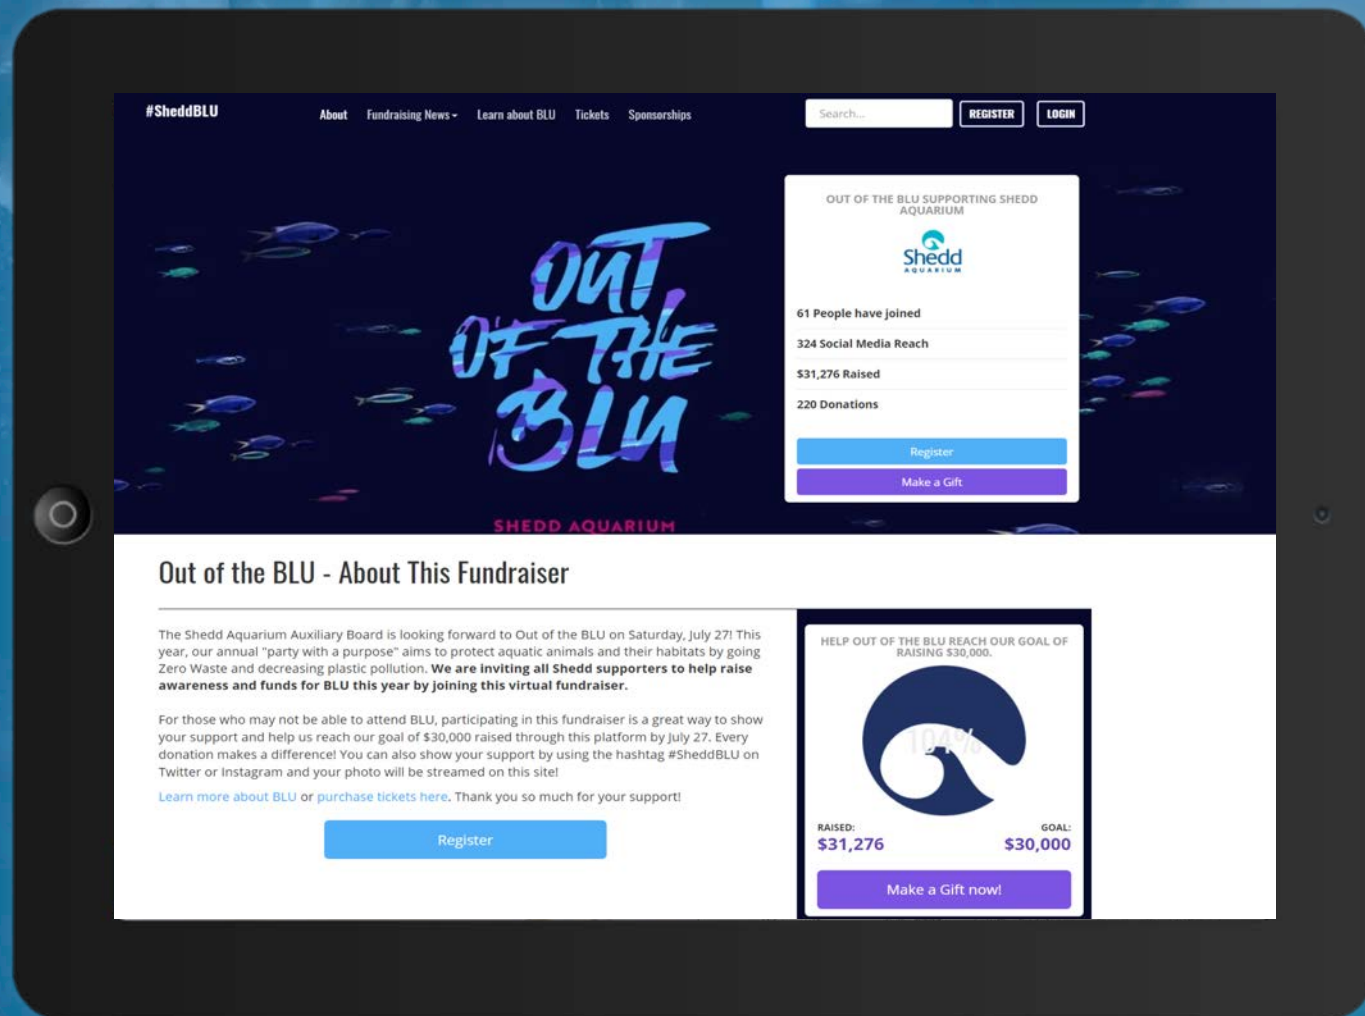 #SheddBLU
About Fundraising News Learn about BLU Tickets Sponsorships
Search...
REGISTER
LOGIN
OUT
OF THE
BLU
SHEDD AQUARIUM
OUT OF THE BLU SUPPORTING SHEDD
AQUARIUM
Shedd
AQUARIUM
61 People have joined
324 Social Media Reach
$31,276 Raised
220 Donations
Register
Make a Gift
Out of the BLU - About This Fundraiser
The Shedd Aquarium Auxiliary Board is looking forward to Out of the BLU on Saturday, July 27! This
year, our annual "party with a purpose" aims to protect aquatic animals and their habitats by going
Zero Waste and decreasing plastic pollution. We are inviting all Shedd supporters to help raise
awareness and funds for BLU this year by joining this virtual fundraiser.
For those who may not be able to attend BLU, participating in this fundraiser is a great way to show
your support and help us reach our goal of $30,000 raised through this platform by July 27. Every
donation makes a difference! You can also show your support by using the hashtag #SheddBLU on
Twitter or Instagram and your photo will be streamed on this site!
Learn more about BLU or purchase tickets here. Thank you so much for your support!
Register
HELP OUT OF THE BLU REACH OUR GOAL OF
RAISING $30,000.
104%
RAISED: GOAL:
$31,276 $30,000
Make a Gift now!